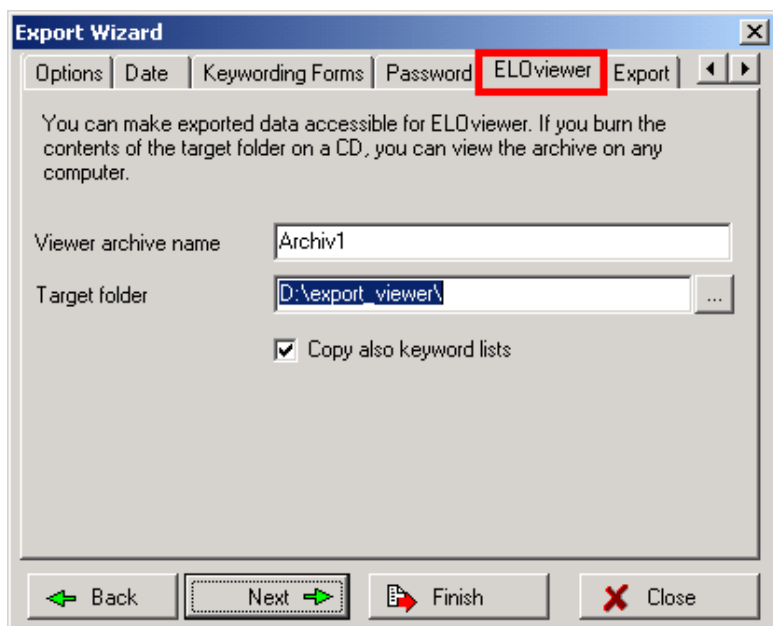 Export Wizard
Options Date Keywording Forms Password ELOviewer Export
You can make exported data accessible for ELOviewer. If you burn the
contents of the target folder on a CD, you can view the archive on any
computer.
Viewer archive name Archiv1
Target folder D:\export_viewer\ ...
Copy also keyword lists
Back Next Finish Close